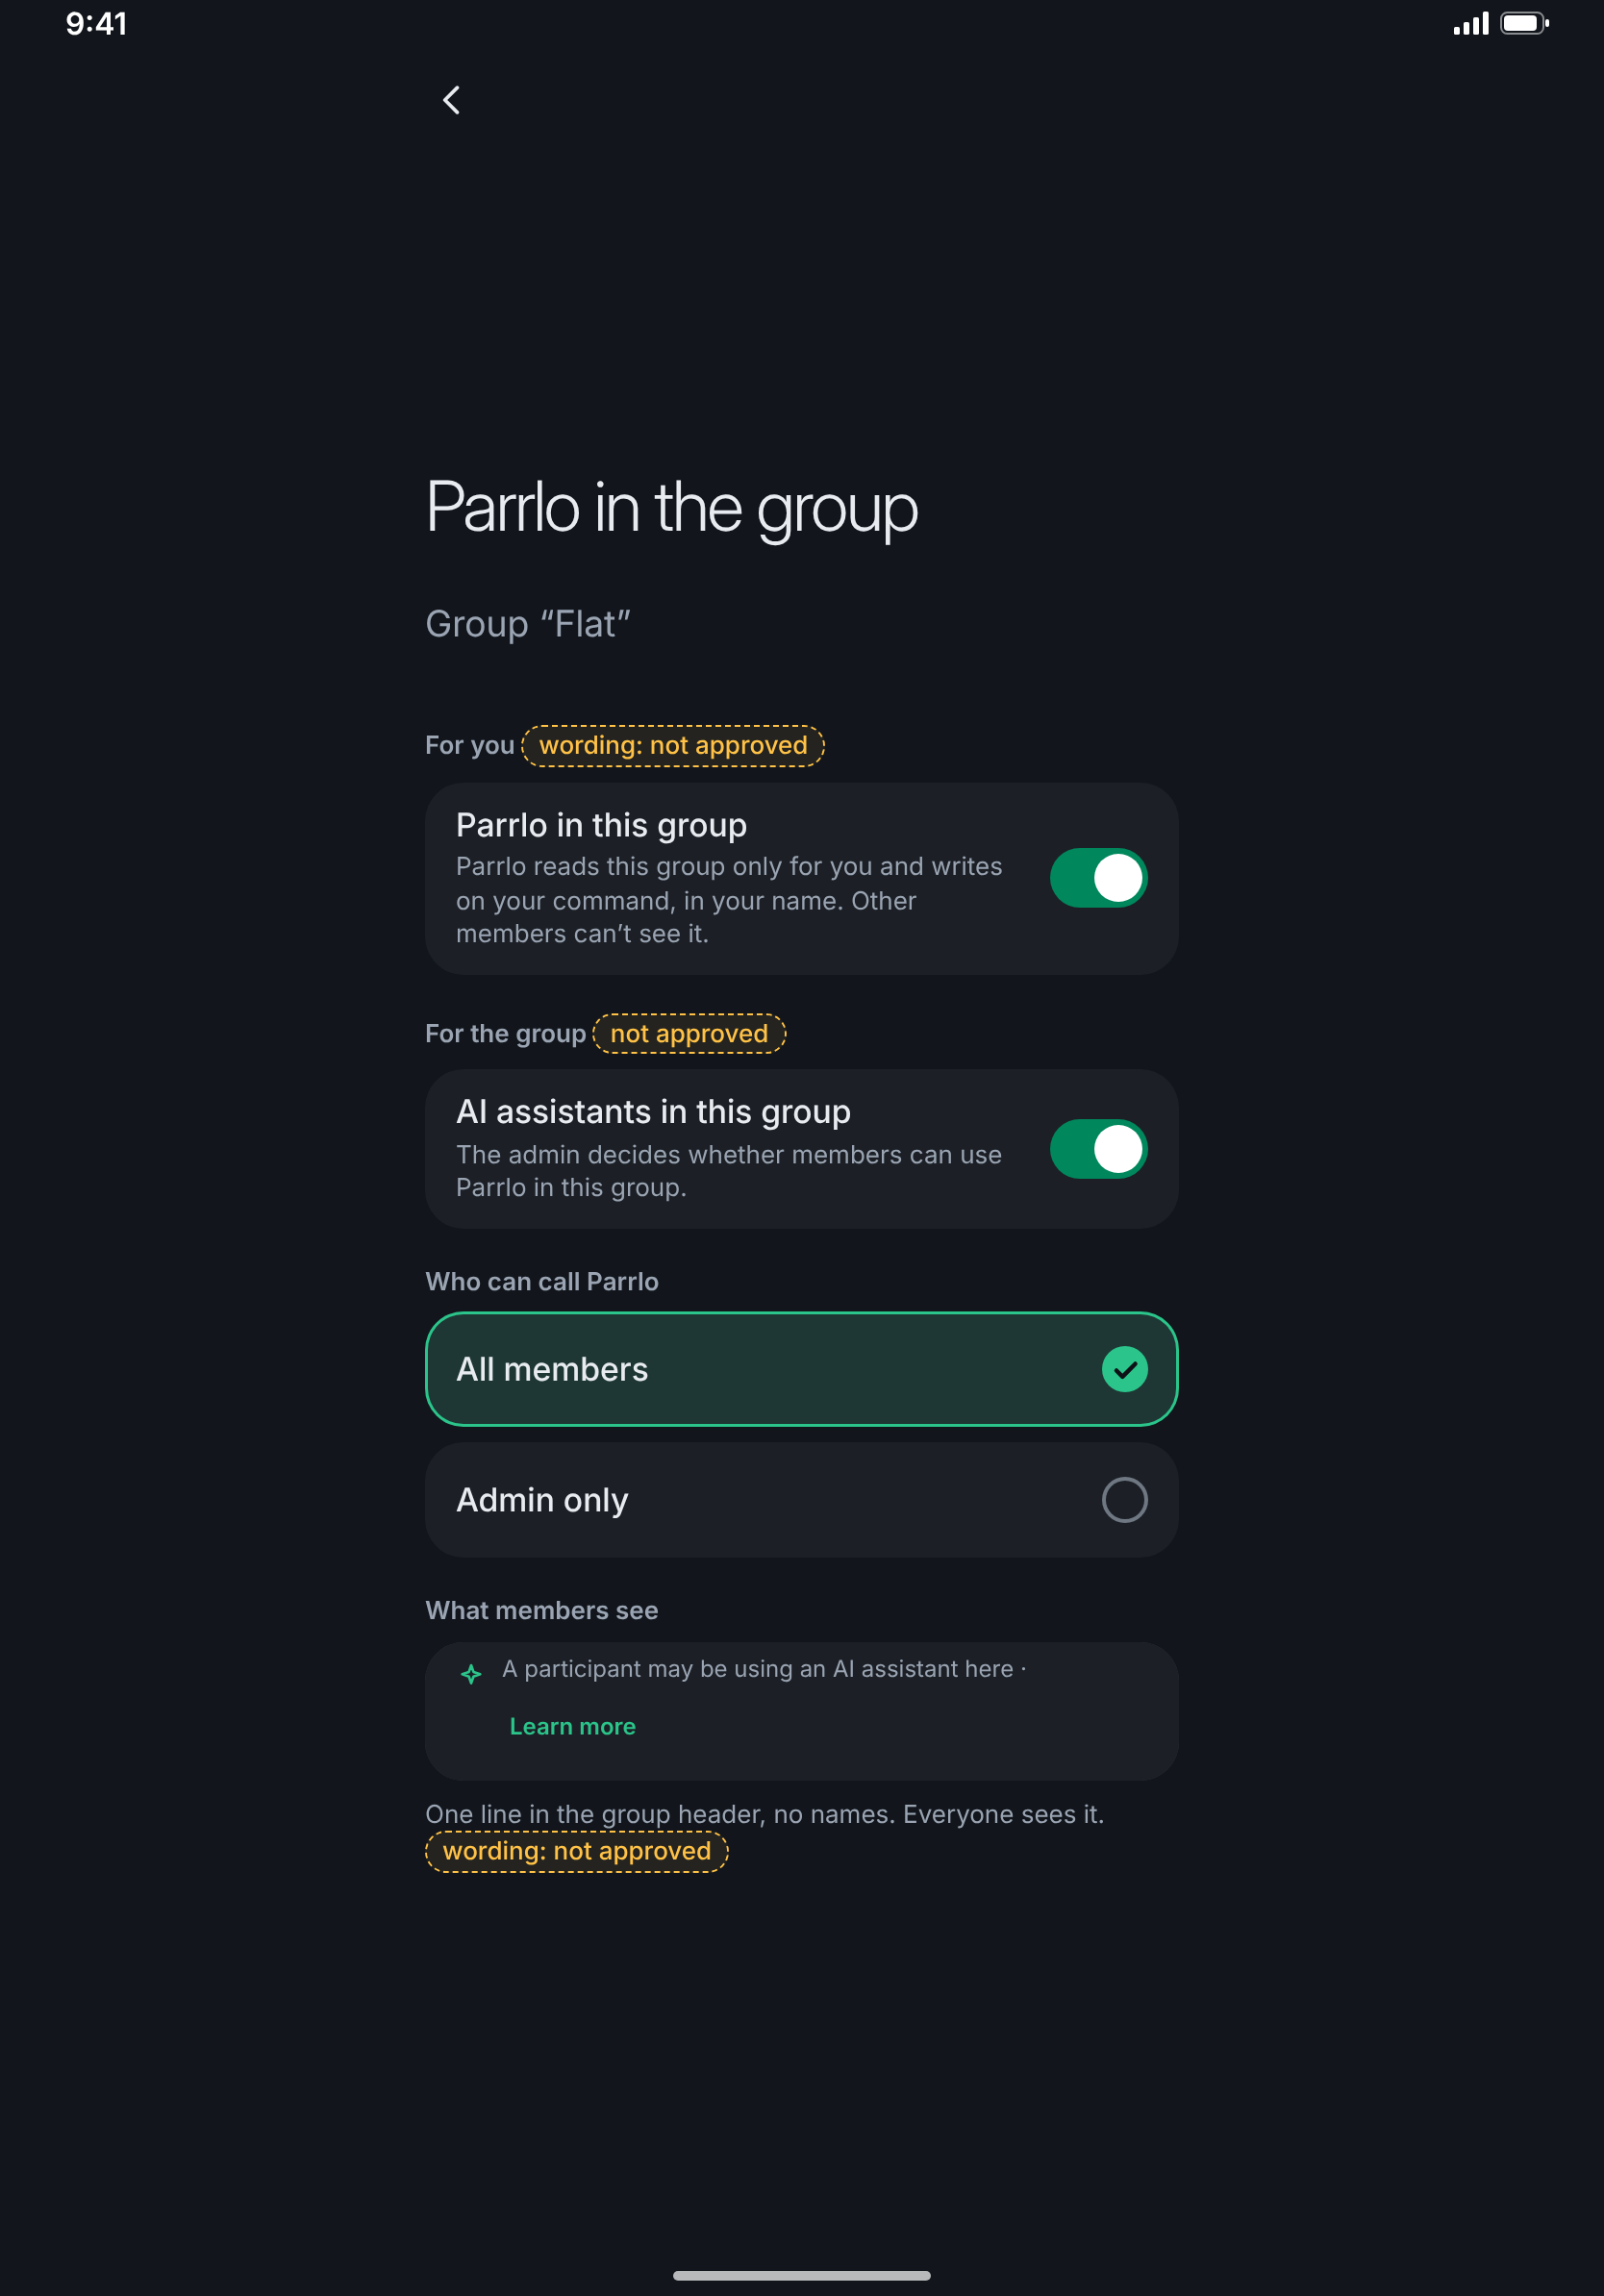 9:41
Parrlo in the group
Group “Flat”
For you wording: not approved
Parrlo in this group
Parrlo reads this group only for you and writes
on your command, in your name. Other
members can’t see it.
For the group not approved
AI assistants in this group
The admin decides whether members can use
Parrlo in this group.
Who can call Parrlo
All members
Admin only
What members see
A participant may be using an AI assistant here ·
Learn more
One line in the group header, no names. Everyone sees it.
wording: not approved